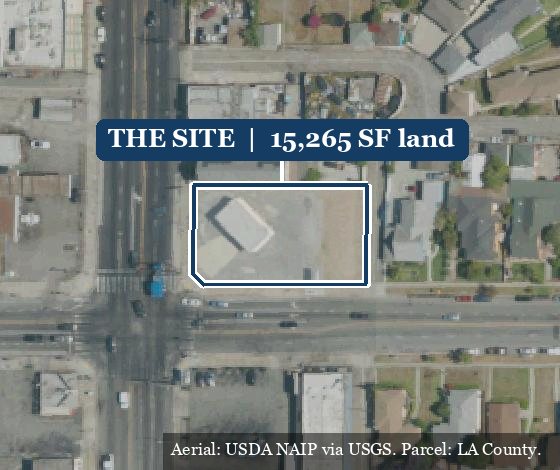 THE SITE | 15,265 SF land
Aerial: USDA NAIP via USGS. Parcel: LA County.